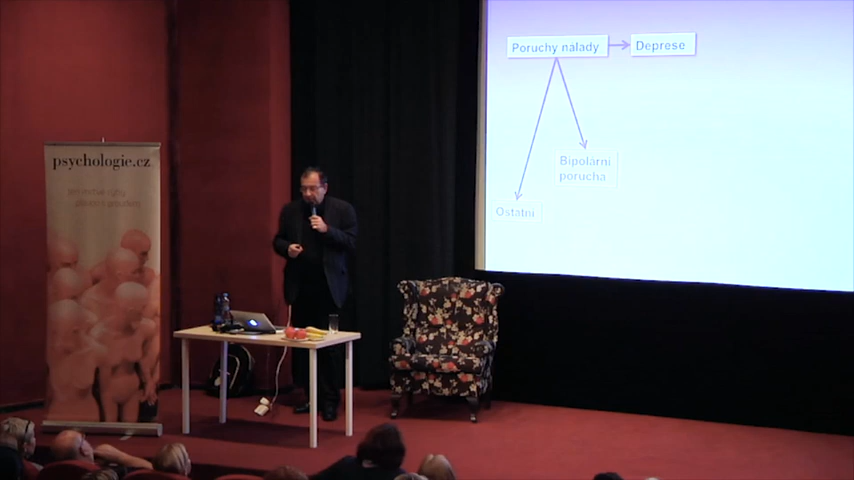 psychologie.cz
Poruchy nálady
Deprese
Bipolární
porucha
Ostatní